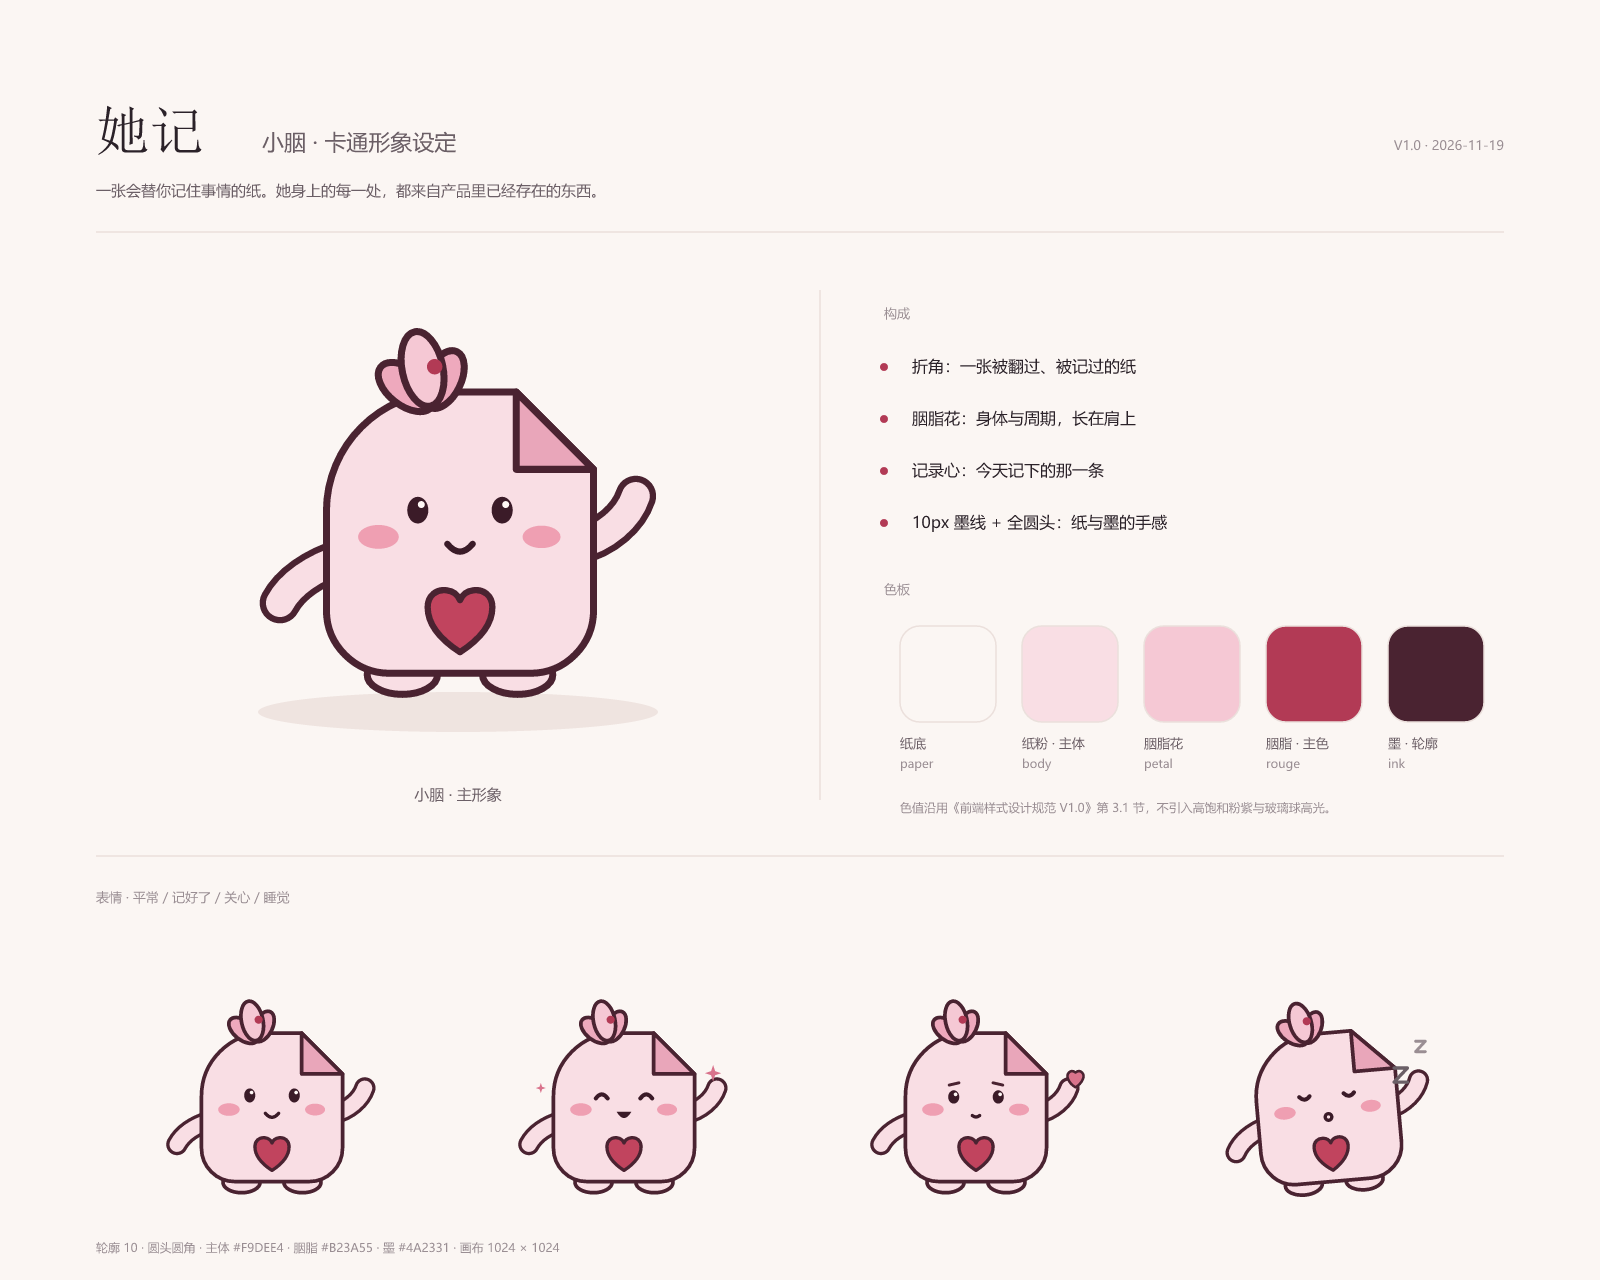 她记
小胭 · 卡通形象设定
V1.0 · 2026-11-19
一张会替你记住事情的纸。她身上的每一处，都来自产品里已经存在的东西。
构成
折角：一张被翻过、被记过的纸
胭脂花：身体与周期，长在肩上
记录心：今天记下的那一条
10px 墨线 + 全圆头：纸与墨的手感
色板
纸底
paper
纸粉 · 主体
body
胭脂花
petal
胭脂 · 主色
rouge
墨 · 轮廓
ink
色值沿用《前端样式设计规范 V1.0》第 3.1 节，不引入高饱和粉紫与玻璃球高光。
小胭 · 主形象
表情 · 平常 / 记好了 / 关心 / 睡觉
z
z
轮廓 10 · 圆头圆角 · 主体 #F9DEE4 · 胭脂 #B23A55 · 墨 #4A2331 · 画布 1024 × 1024